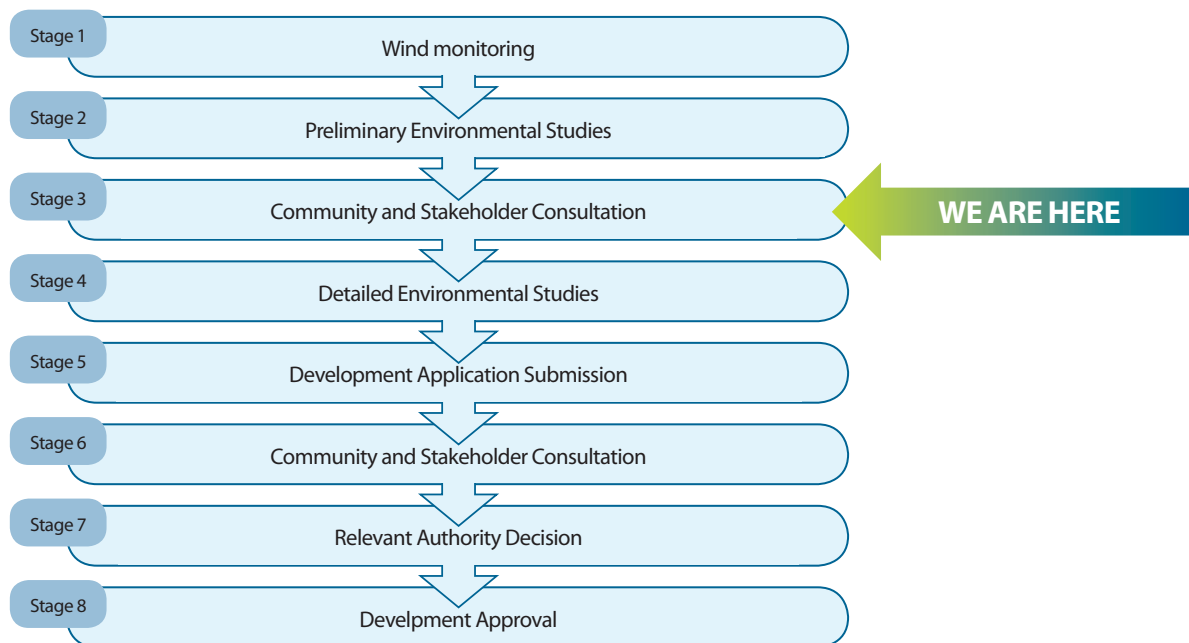 Stage 1
Wind monitoring
Stage 2
Preliminary Environmental Studies
Stage 3
Community and Stakeholder Consultation
WE ARE HERE
Stage 4
Detailed Environmental Studies
Stage 5
Development Application Submission
Stage 6
Community and Stakeholder Consultation
Stage 7
Relevant Authority Decision
Stage 8
Develpment Approval